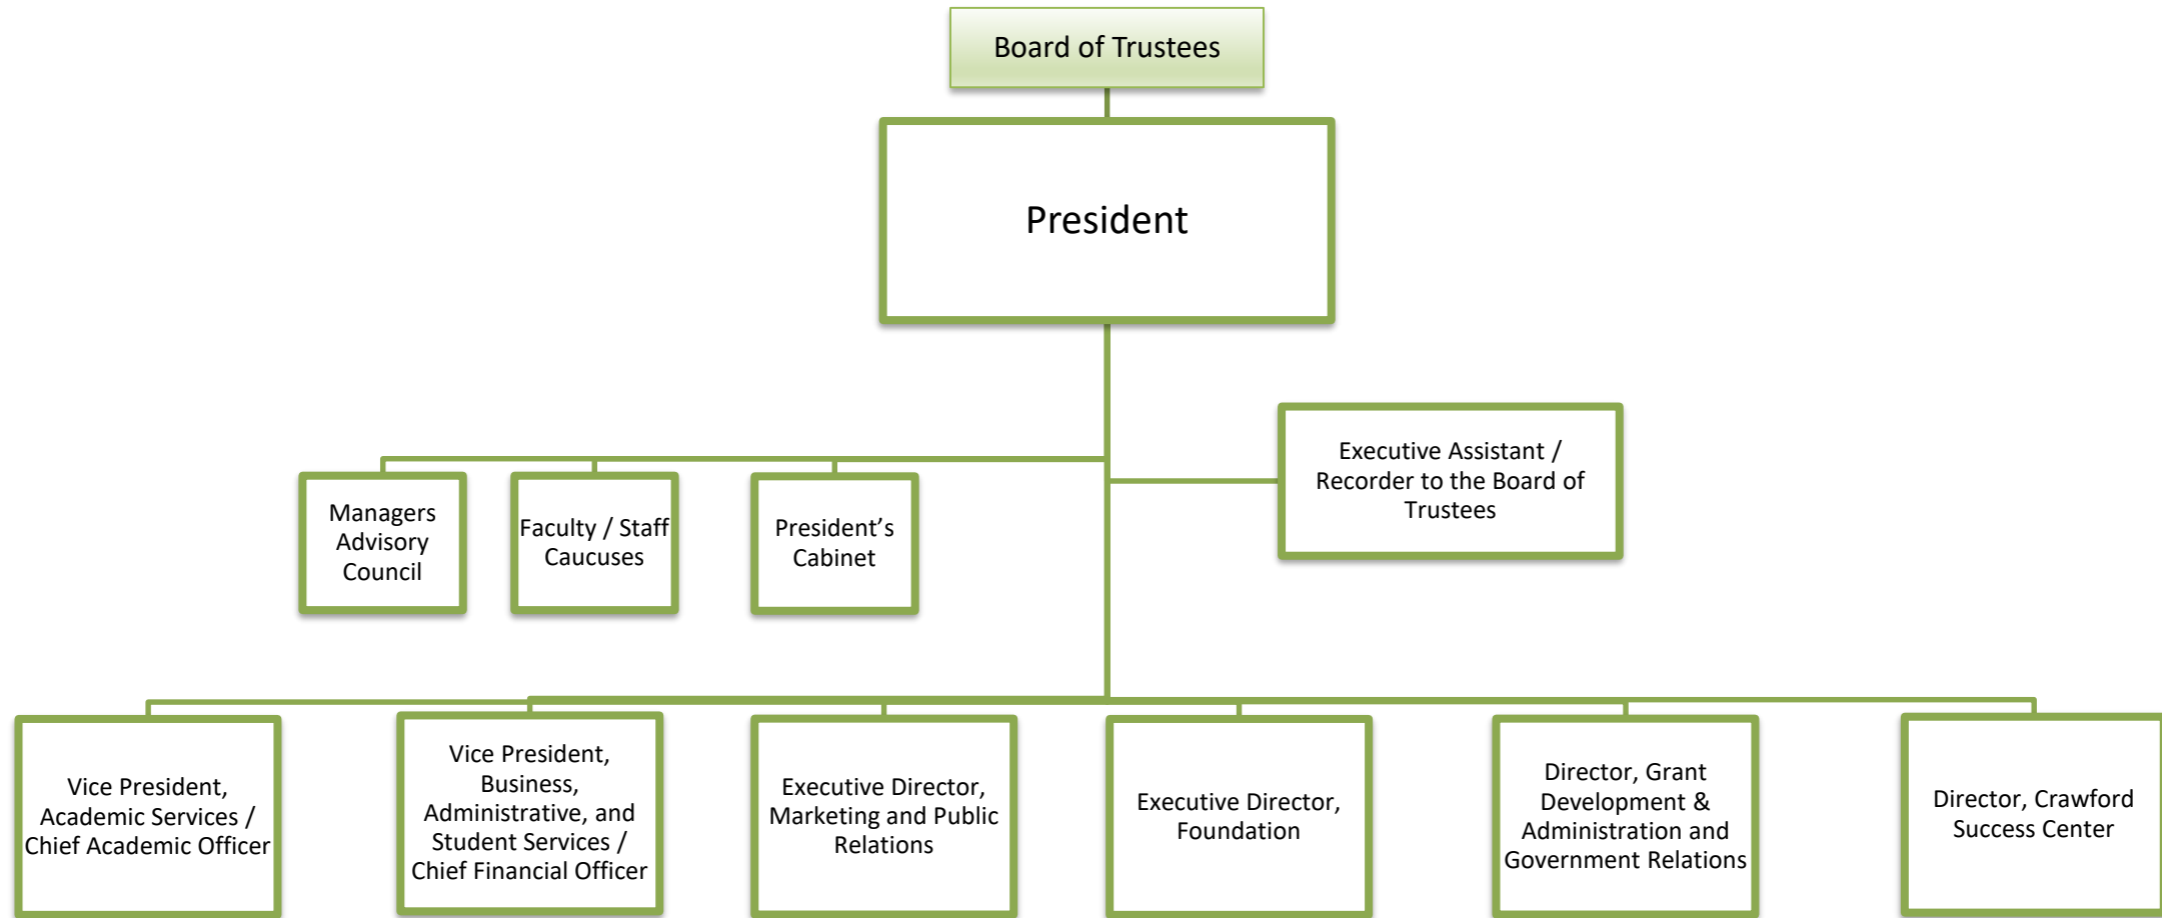 Board of Trustees
President
Executive Assistant /
Recorder to the Board of
Trustees
Managers
Advisory
Council
Faculty / Staff
Caucuses
President’s
Cabinet
Vice President,
Academic Services /
Chief Academic Officer
Vice President,
Business,
Administrative, and
Student Services /
Chief Financial Officer
Executive Director,
Marketing and Public
Relations
Executive Director,
Foundation
Director, Grant
Development &
Administration and
Government Relations
Director, Crawford
Success Center